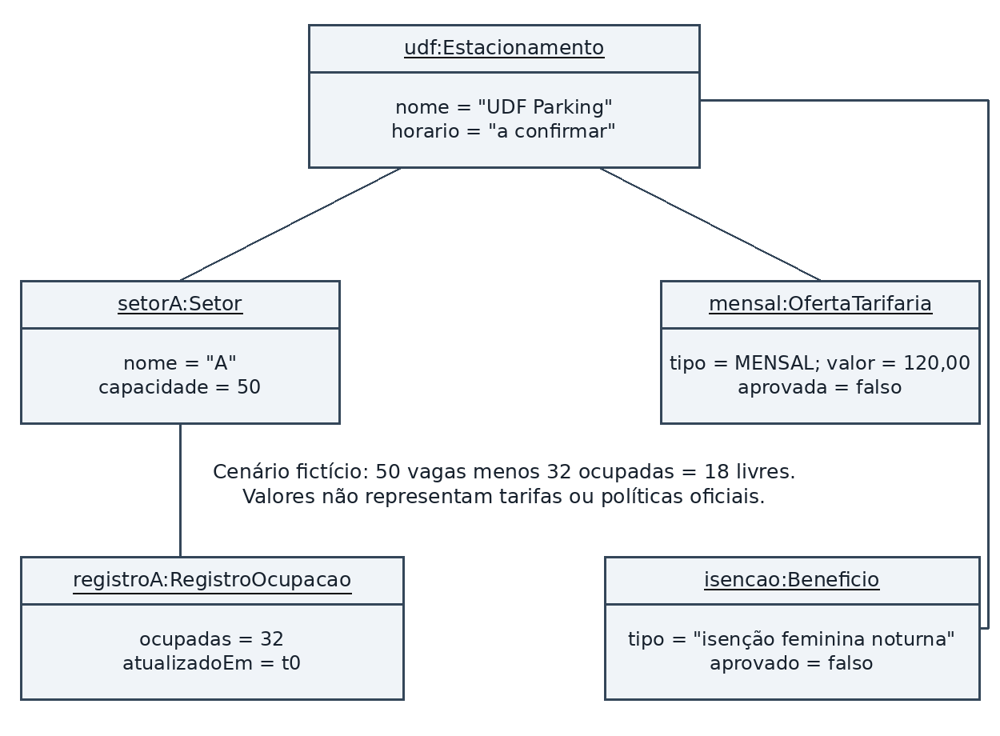 udf:Estacionamento
nome = "UDF Parking"
horario = "a confirmar"
setorA:Setor
nome = "A"
capacidade = 50
mensal:OfertaTarifaria
tipo = MENSAL; valor = 120,00
aprovada = falso
Cenário fictício: 50 vagas menos 32 ocupadas = 18 livres.
Valores não representam tarifas ou políticas oficiais.
registroA:RegistroOcupacao
ocupadas = 32
atualizadoEm = t0
isencao:Beneficio
tipo = "isenção feminina noturna"
aprovado = falso